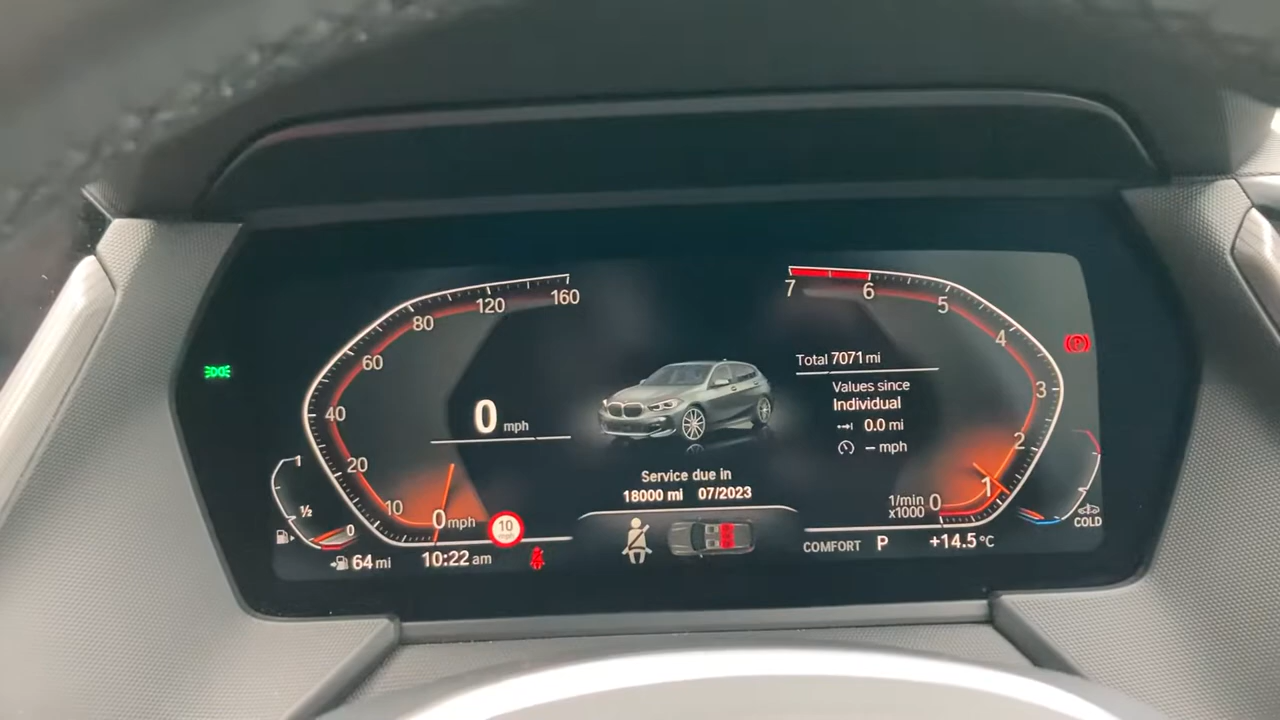 160
120
80
60
40
20
10
0 mph
0 mph
10
mph
1
½
0
64 mi
10:22 am
Service due in
18000 mi 07/2023
Total 7071 mi
Values since
Individual
0.0 mi
– mph
7
6
5
4
3
2
1
0
1/min
x1000
COLD
COMFORT P +14.5 °C